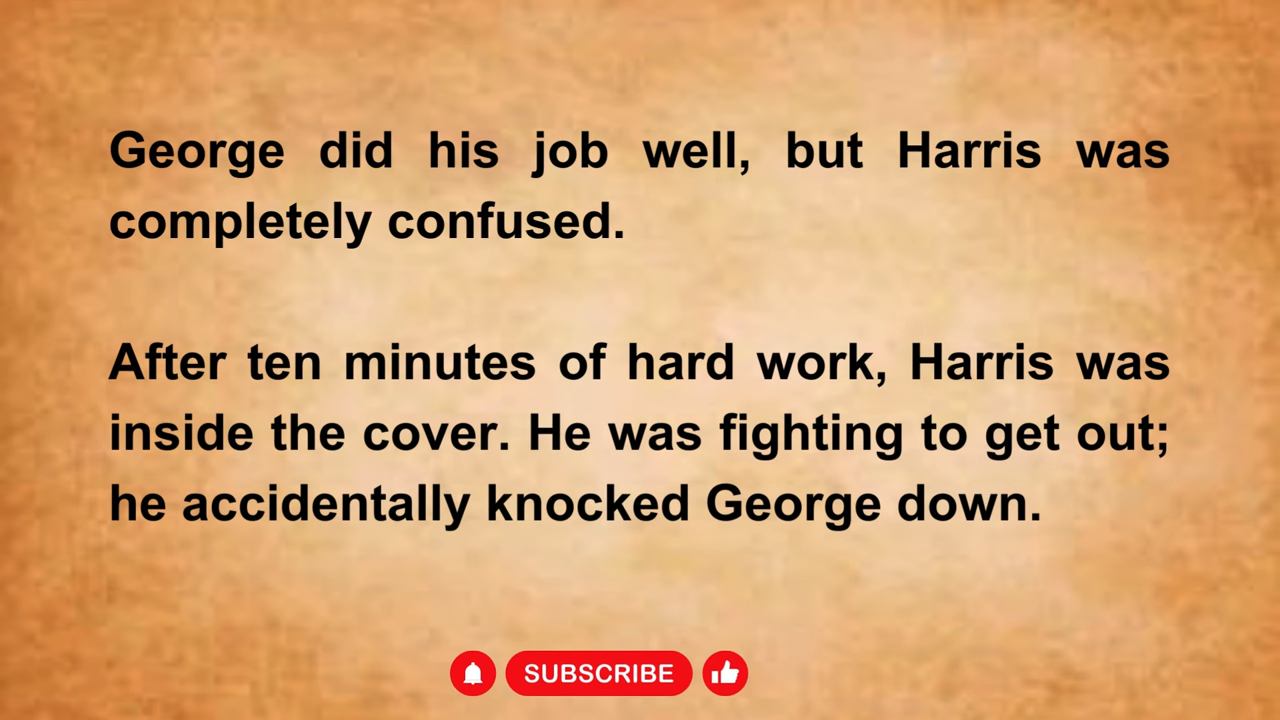 George did his job well, but Harris was
completely confused.
After ten minutes of hard work, Harris was
inside the cover. He was fighting to get out;
he accidentally knocked George down.
SUBSCRIBE